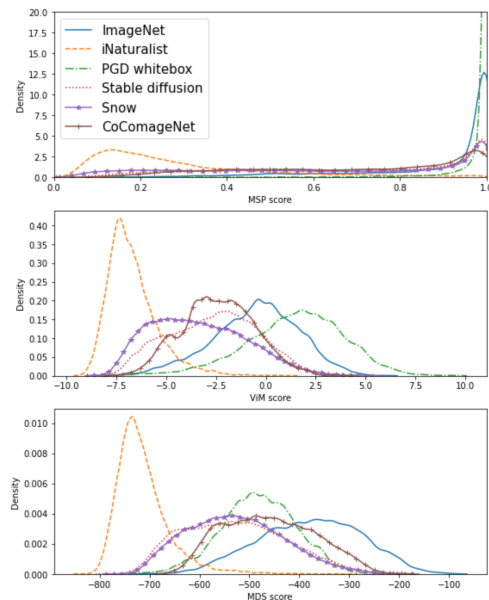 20.0
17.5
15.0
12.5
10.0
7.5
5.0
2.5
0.0
Density
ImageNet
iNaturalist
PGD whitebox
Stable diffusion
Snow
CoComageNet
0.0 0.2 0.4 0.6 0.8 1.0
MSP score
0.40
0.35
0.30
0.25
0.20
0.15
0.10
0.05
0.00
Density
−10.0 −7.5 −5.0 −2.5 0.0 2.5 5.0 7.5 10.0
ViM score
0.010
0.008
0.006
0.004
0.002
0.000
Density
−800 −700 −600 −500 −400 −300 −200 −100
MDS score